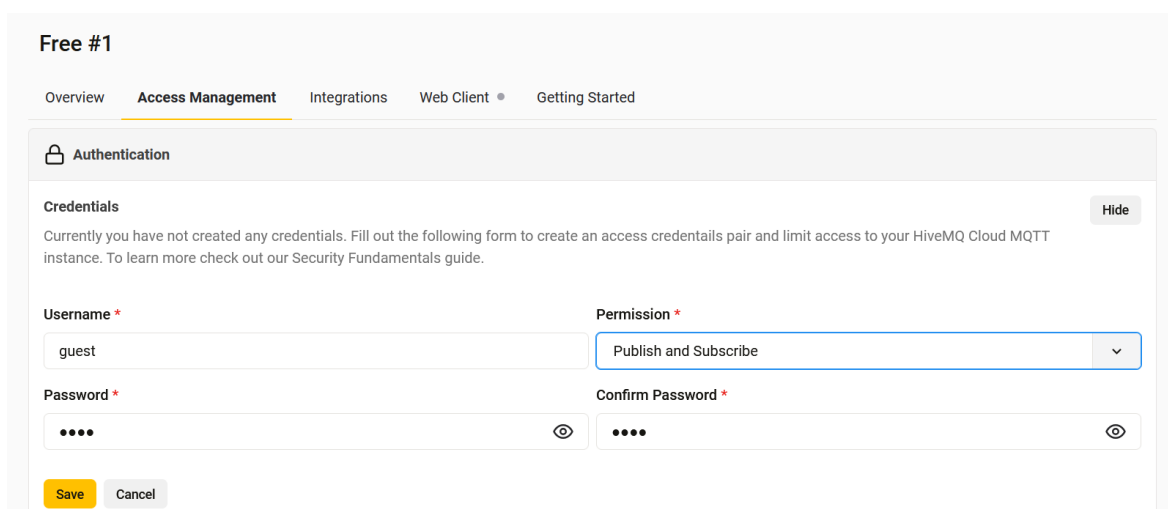 Free #1
Overview Access Management Integrations Web Client Getting Started
Authentication
Credentials
Hide
Currently you have not created any credentials. Fill out the following form to create an access credentails pair and limit access to your HiveMQ Cloud MQTT
instance. To learn more check out our Security Fundamentals guide.
Username *
Permission *
guest
Publish and Subscribe
Password *
Confirm Password *
••••
••••
Save Cancel